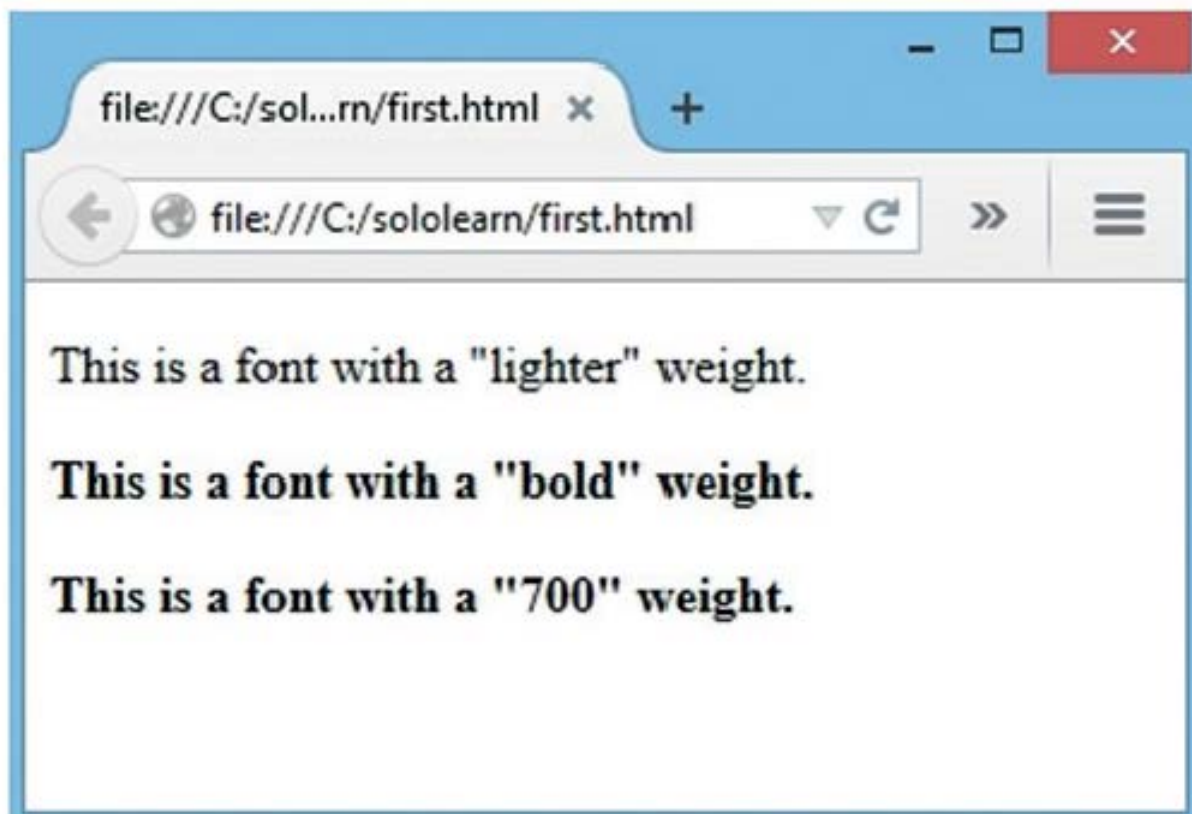 file:///C:/sol...rn/first.html
file:///C:/sololearn/first.html
This is a font with a "lighter" weight.
This is a font with a "bold" weight.
This is a font with a "700" weight.